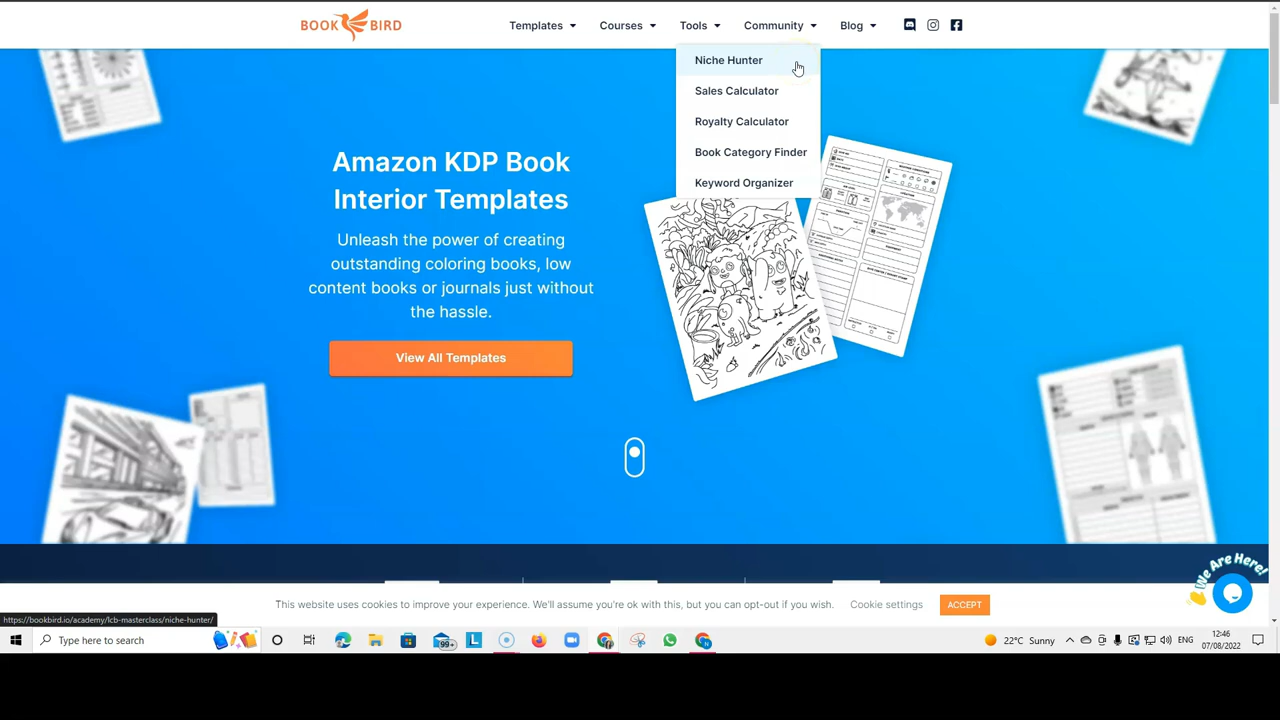 BOOK BIRD
Templates
Courses
Tools
Community
Blog
Niche Hunter
Sales Calculator
Royalty Calculator
Book Category Finder
Keyword Organizer
Amazon KDP Book
Interior Templates
Unleash the power of creating
outstanding coloring books, low
content books or journals just without
the hassle.
View All Templates
We Are Here!
This website uses cookies to improve your experience. We'll assume you're ok with this, but you can opt-out if you wish.
Cookie settings
ACCEPT
https://bookbird.io/academy/lcb-masterclass/niche-hunter/
Type here to search
99+
22°C Sunny
ENG
12:46
07/08/2022